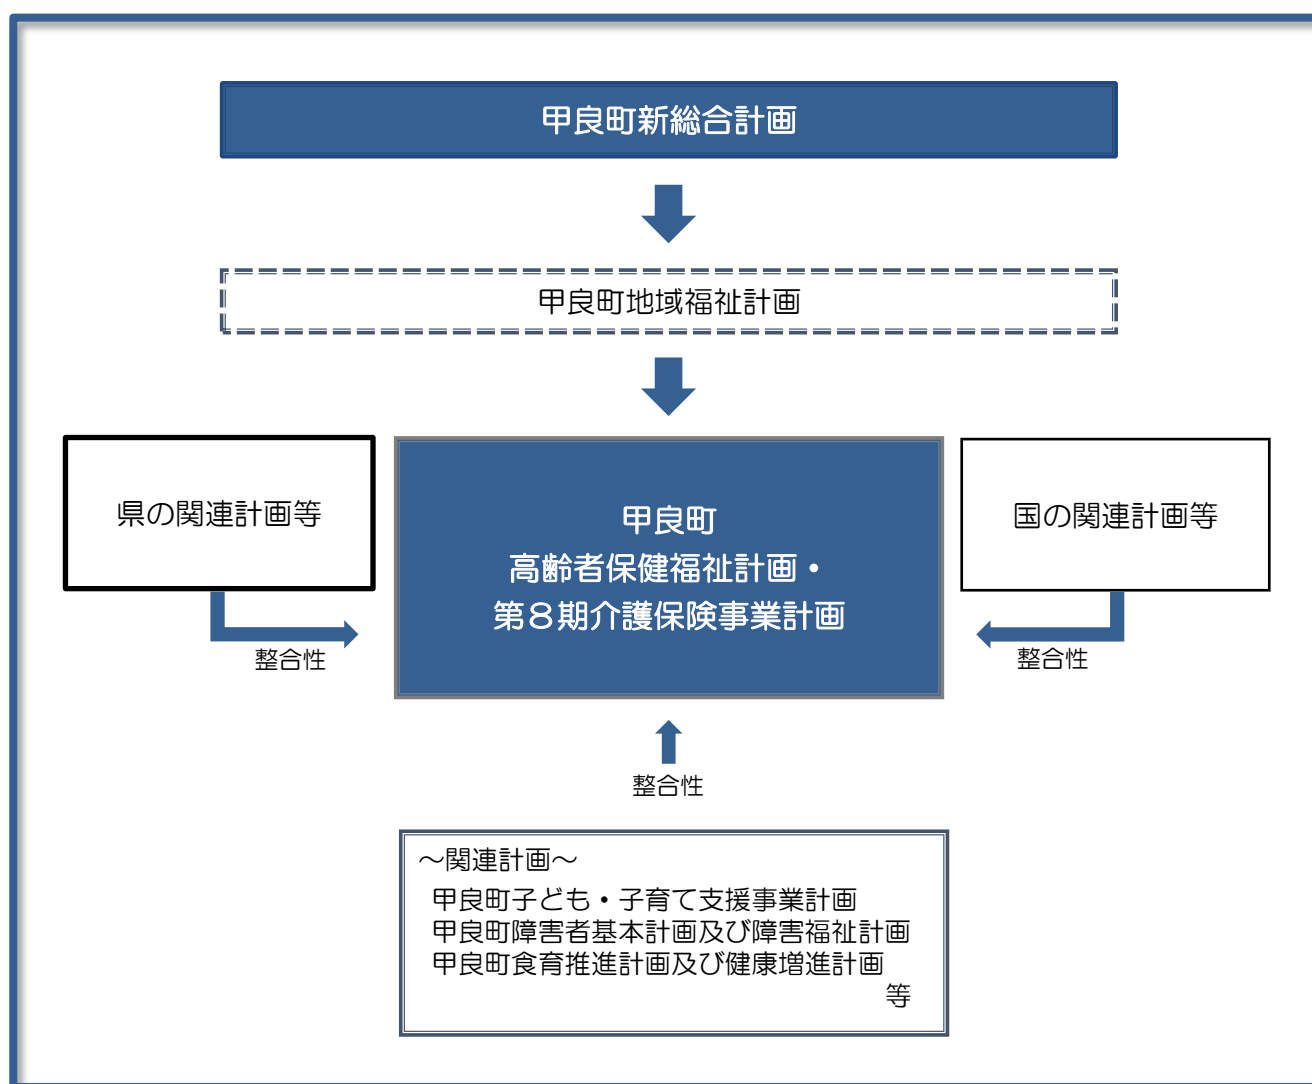 甲良町新総合計画
甲良町地域福祉計画
県の関連計画等
甲良町
高齢者保健福祉計画・
第８期介護保険事業計画
国の関連計画等
整合性
整合性
整合性
～関連計画～
甲良町子ども・子育て支援事業計画
甲良町障害者基本計画及び障害福祉計画
甲良町食育推進計画及び健康増進計画
等